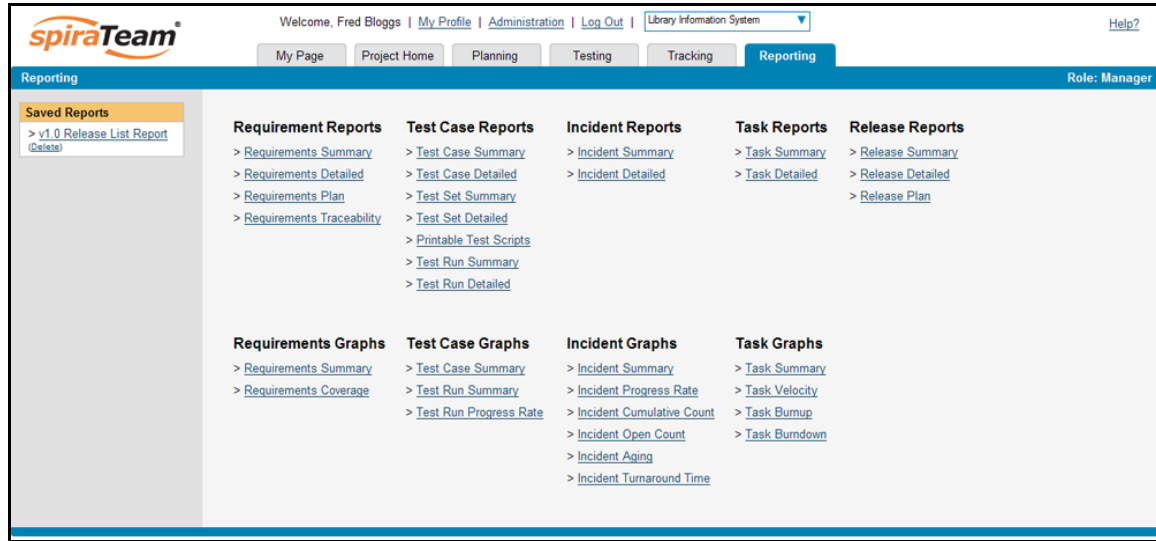 spiraTeam®
Welcome, Fred Bloggs | My Profile | Administration | Log Out | Library Information System
Help?
My Page Project Home Planning Testing Tracking Reporting
Reporting
Role: Manager
Saved Reports
> v1.0 Release List Report
(Delete)
Requirement Reports
> Requirements Summary
> Requirements Detailed
> Requirements Plan
> Requirements Traceability
Test Case Reports
> Test Case Summary
> Test Case Detailed
> Test Set Summary
> Test Set Detailed
> Printable Test Scripts
> Test Run Summary
> Test Run Detailed
Incident Reports
> Incident Summary
> Incident Detailed
Task Reports
> Task Summary
> Task Detailed
Release Reports
> Release Summary
> Release Detailed
> Release Plan
Requirements Graphs
> Requirements Summary
> Requirements Coverage
Test Case Graphs
> Test Case Summary
> Test Run Summary
> Test Run Progress Rate
Incident Graphs
> Incident Summary
> Incident Progress Rate
> Incident Cumulative Count
> Incident Open Count
> Incident Aging
> Incident Turnaround Time
Task Graphs
> Task Summary
> Task Velocity
> Task Burnup
> Task Burndown